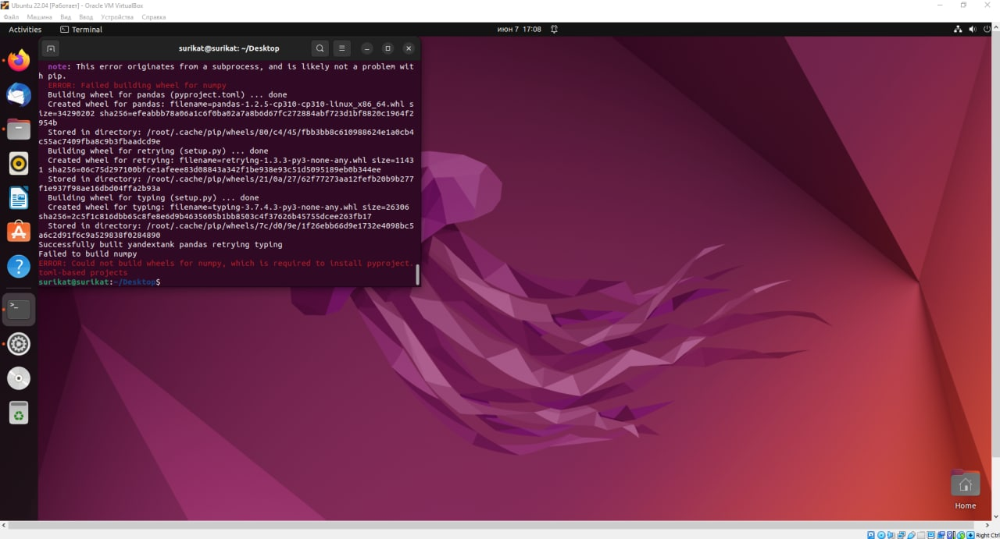 Ubuntu 22.04 [Работает] - Oracle VM VirtualBox
Файл Машина Вид Ввод Устройства Справка
Activities Terminal июн 7 17:08
surikat@surikat: ~/Desktop
note: This error originates from a subprocess, and is likely not a problem wit
h pip.
ERROR: Failed building wheel for numpy
Building wheel for pandas (pyproject.toml) ... done
Created wheel for pandas: filename=pandas-1.2.5-cp310-cp310-linux_x86_64.whl s
ize=34290202 sha256=efeabbb78a06a1c6f0ba02a7a8b6d67fc272884abf723d1bf8820c1964f2
954b
Stored in directory: /root/.cache/pip/wheels/80/c4/45/fbb3bb8c610988624e1a0cb4
c55ac7409fba8c9b3fbaadcd9e
Building wheel for retrying (setup.py) ... done
Created wheel for retrying: filename=retrying-1.3.3-py3-none-any.whl size=1143
1 sha256=06c75d297100bfce1afeee83d08843a342f1be938e93c51d5095189eb0b344ee
Stored in directory: /root/.cache/pip/wheels/21/0a/27/62f77273aa12fefb20b9b277
f1e937f98ae16dbd04ffa2b93a
Building wheel for typing (setup.py) ... done
Created wheel for typing: filename=typing-3.7.4.3-py3-none-any.whl size=26306
sha256=2c5f1c816dbb65c8fe8e6d9b4635605b1bb8503c4f37626b45755dcee263fb17
Stored in directory: /root/.cache/pip/wheels/7c/d0/9e/1f26ebb66d9e1732e4098bc5
a6c2d91f6c9a529838f0284890
Successfully built yandextank pandas retrying typing
Failed to build numpy
ERROR: Could not build wheels for numpy, which is required to install pyproject.
toml-based projects
surikat@surikat:~/Desktop$
Home
Right Ctrl